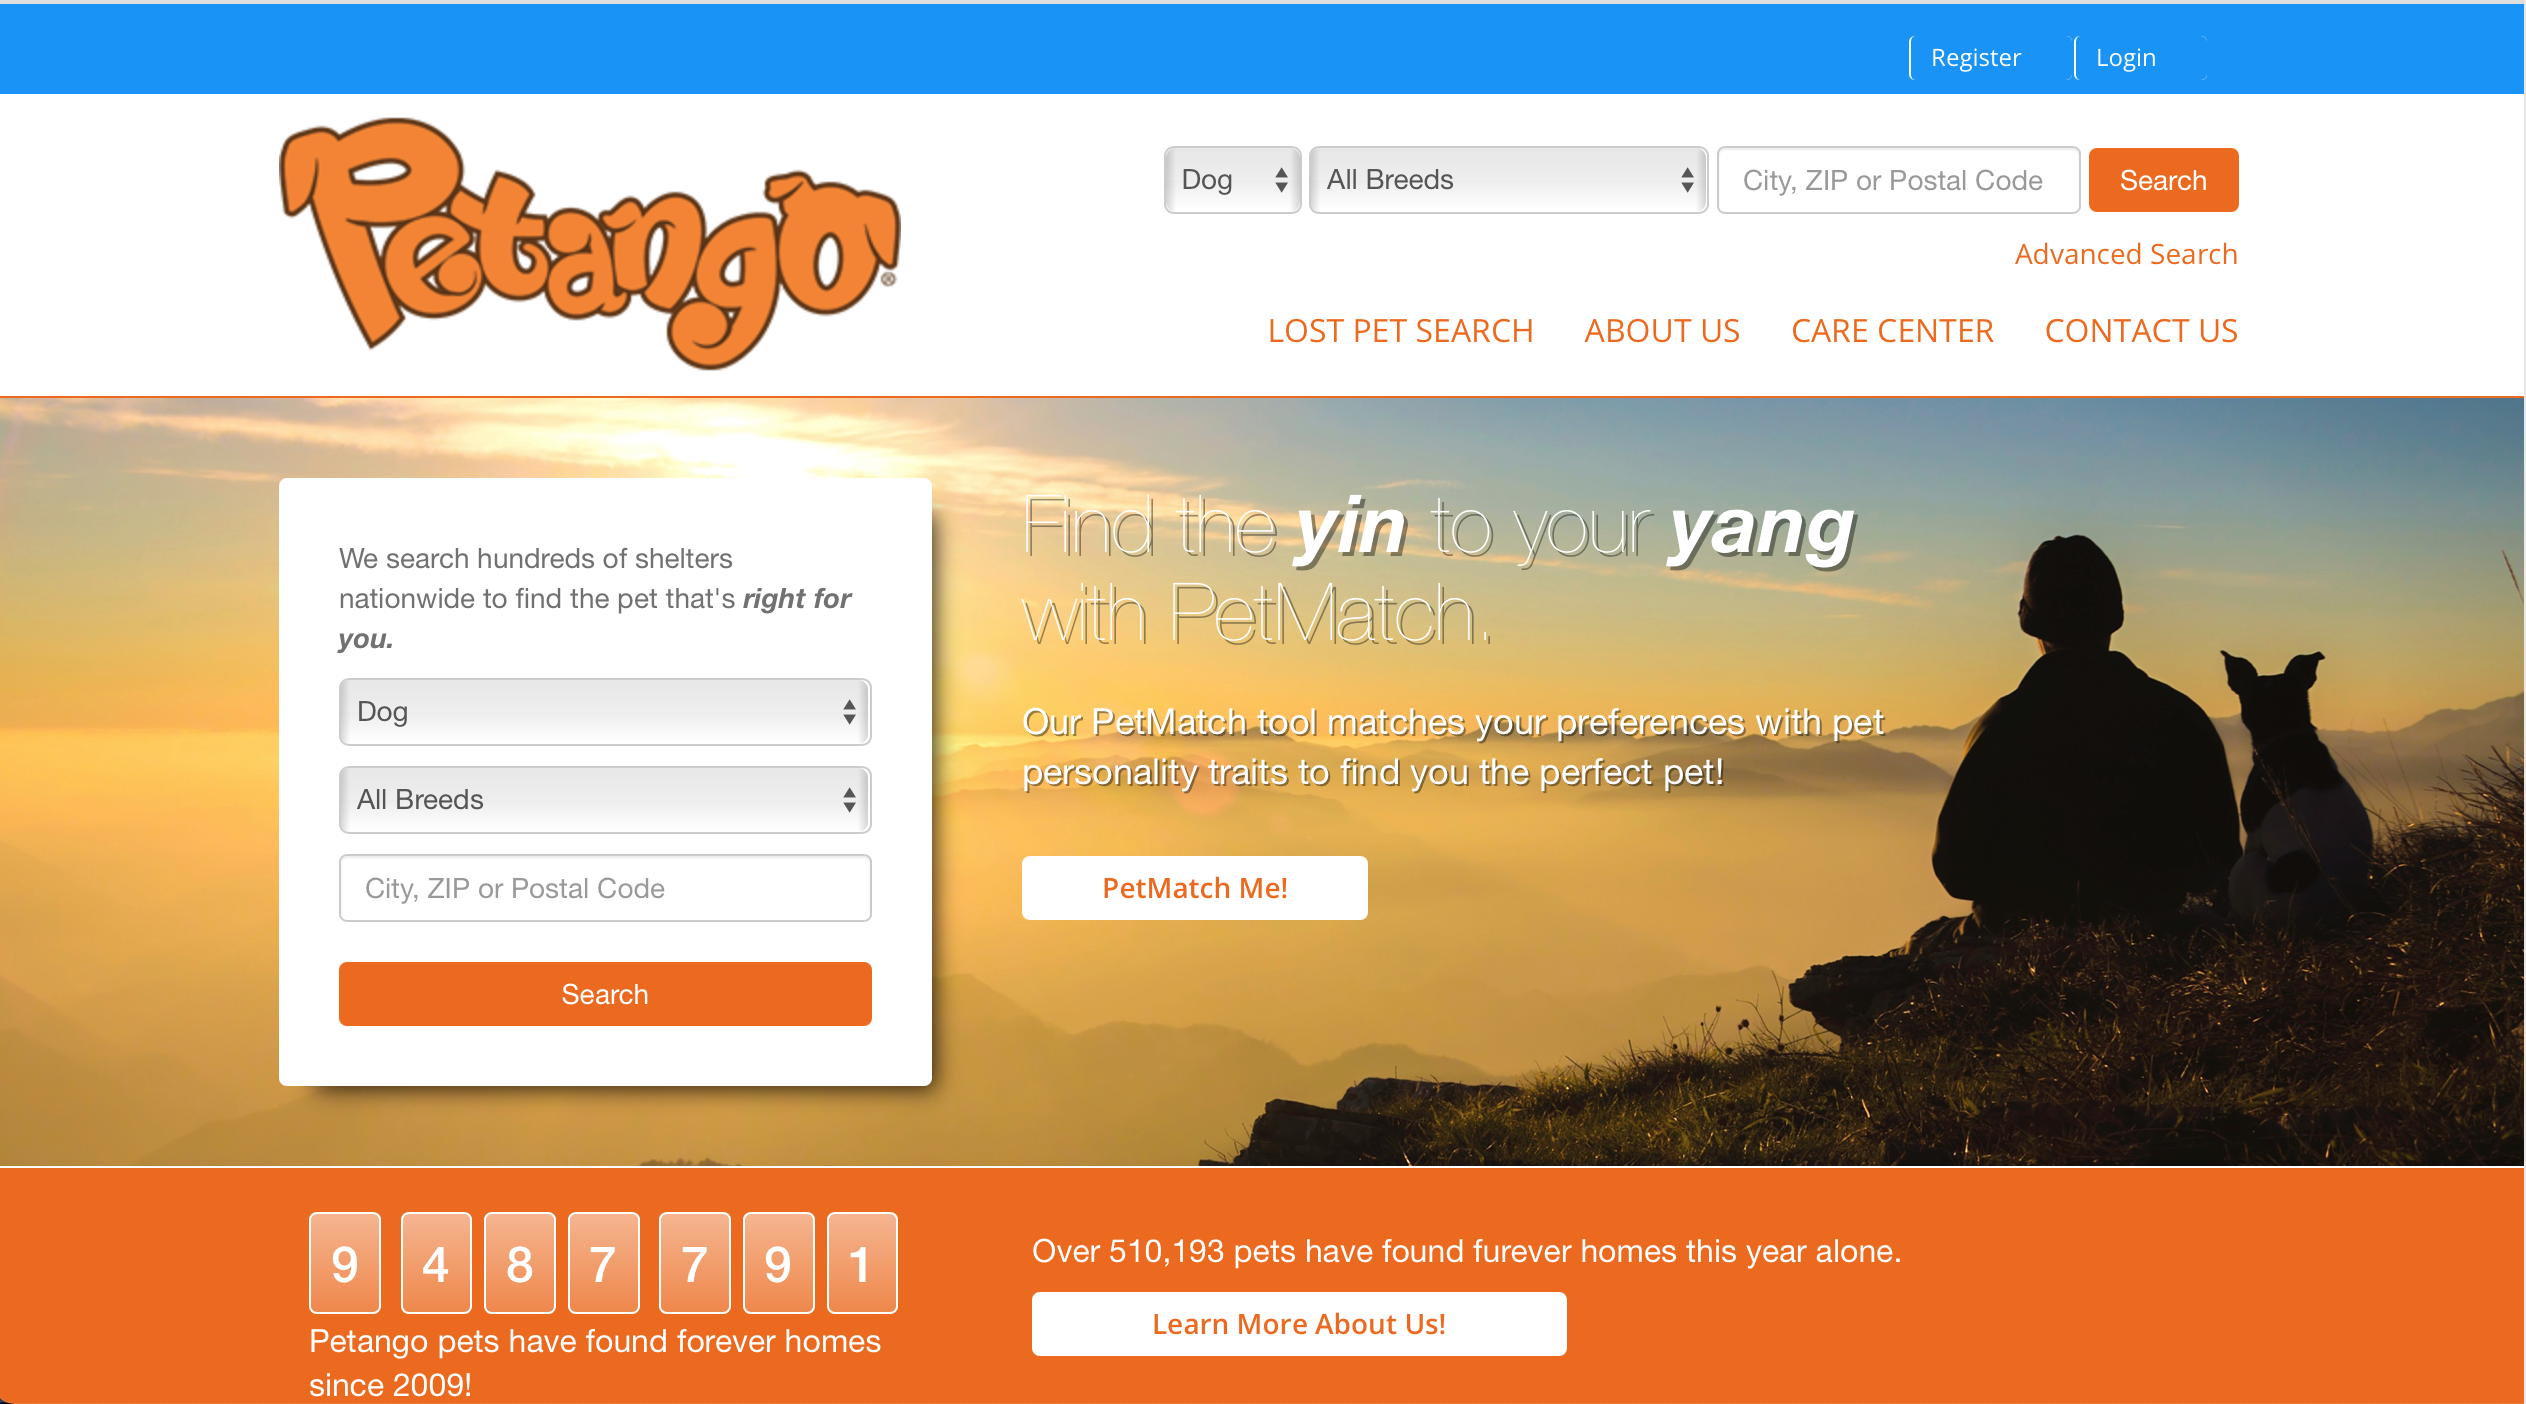 Register
Login
Petango®
Dog
All Breeds
City, ZIP or Postal Code
Search
Advanced Search
LOST PET SEARCH
ABOUT US
CARE CENTER
CONTACT US
We search hundreds of shelters
nationwide to find the pet that's right for
you.
Dog
All Breeds
City, ZIP or Postal Code
Search
Find the yin to your yang
with PetMatch.
Our PetMatch tool matches your preferences with pet
personality traits to find you the perfect pet!
PetMatch Me!
9 4 8 7 7 9 1
Petango pets have found forever homes
since 2009!
Over 510,193 pets have found furever homes this year alone.
Learn More About Us!